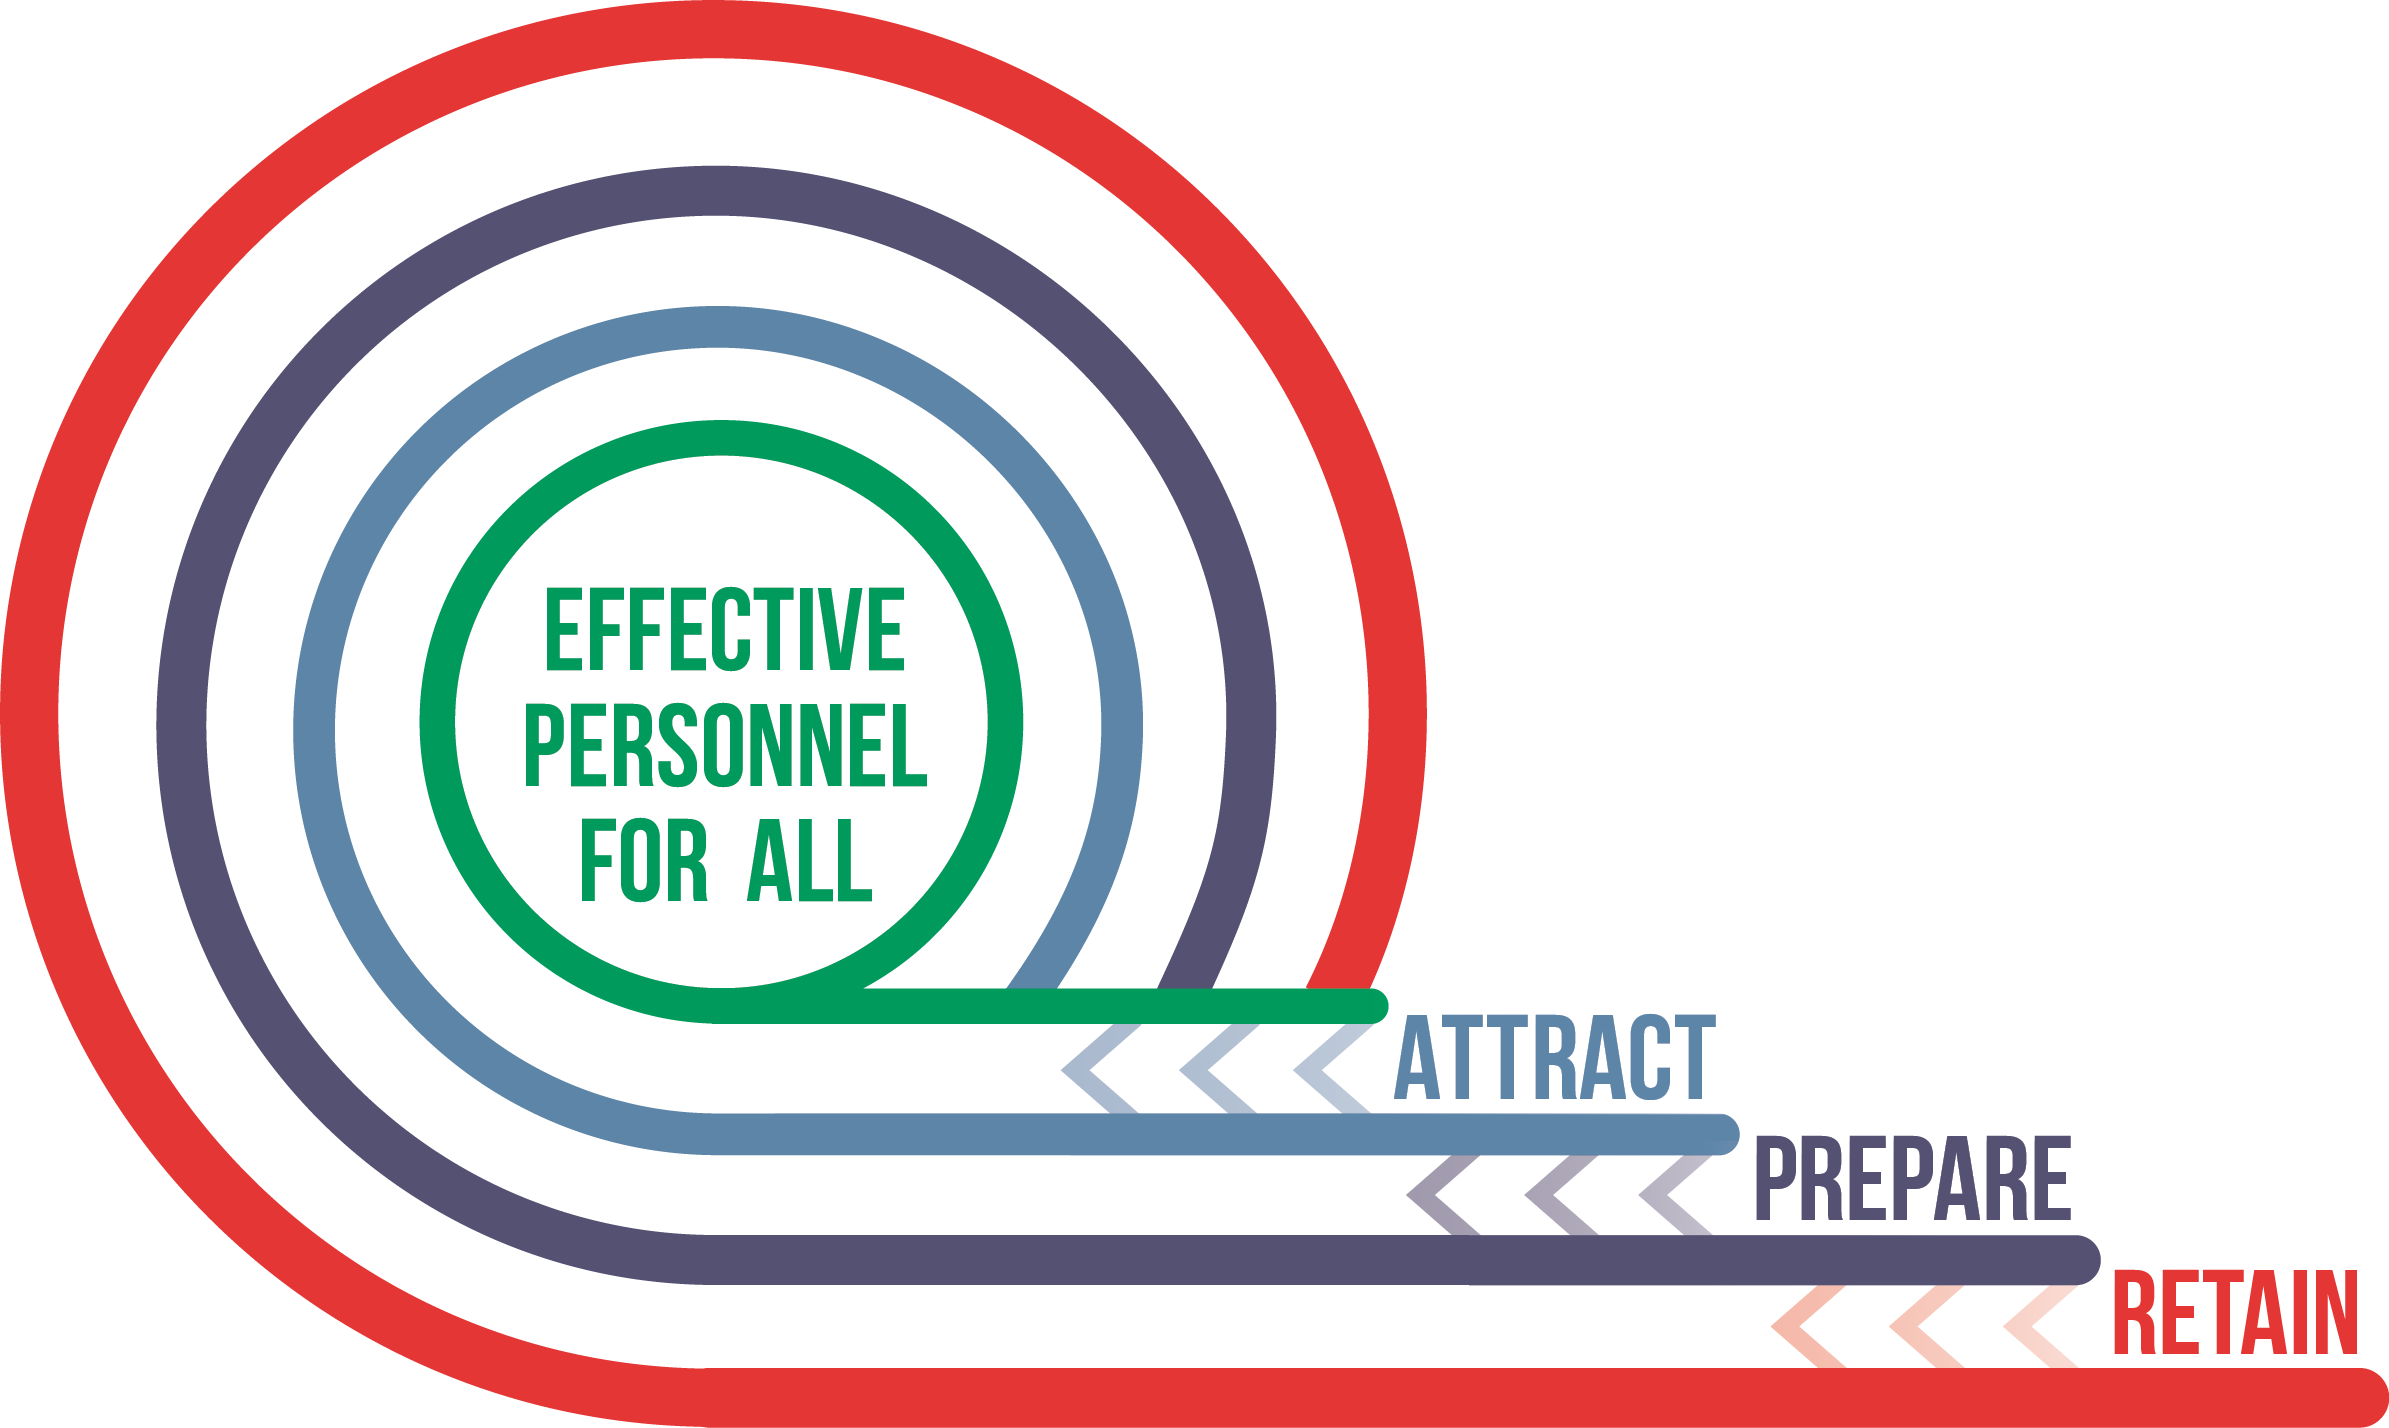 EFFECTIVE
PERSONNEL
FOR ALL
ATTRACT
PREPARE
RETAIN